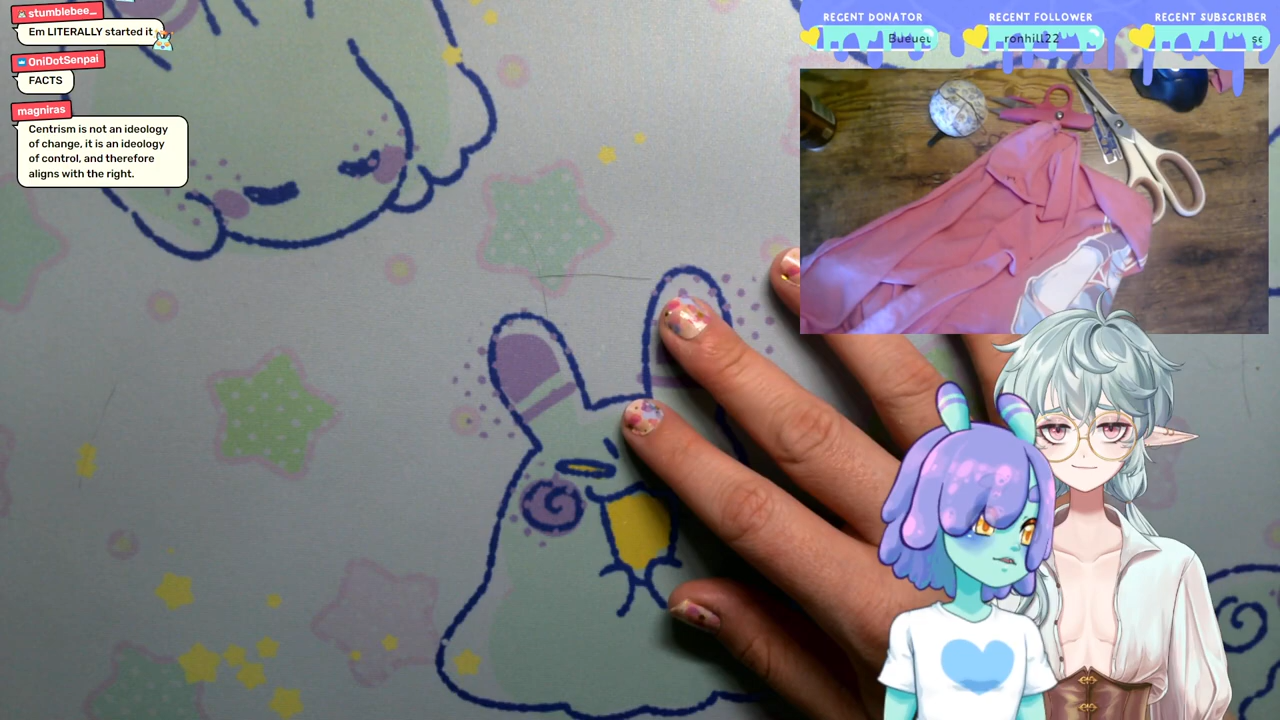 stumblebee_
Em LITERALLY started it
OniDotSenpai
FACTS
magniras
Centrism is not an ideology
of change, it is an ideology
of control, and therefore
aligns with the right.
RECENT DONATOR
RECENT FOLLOWER
RECENT SUBSCRIBER
ronhill22